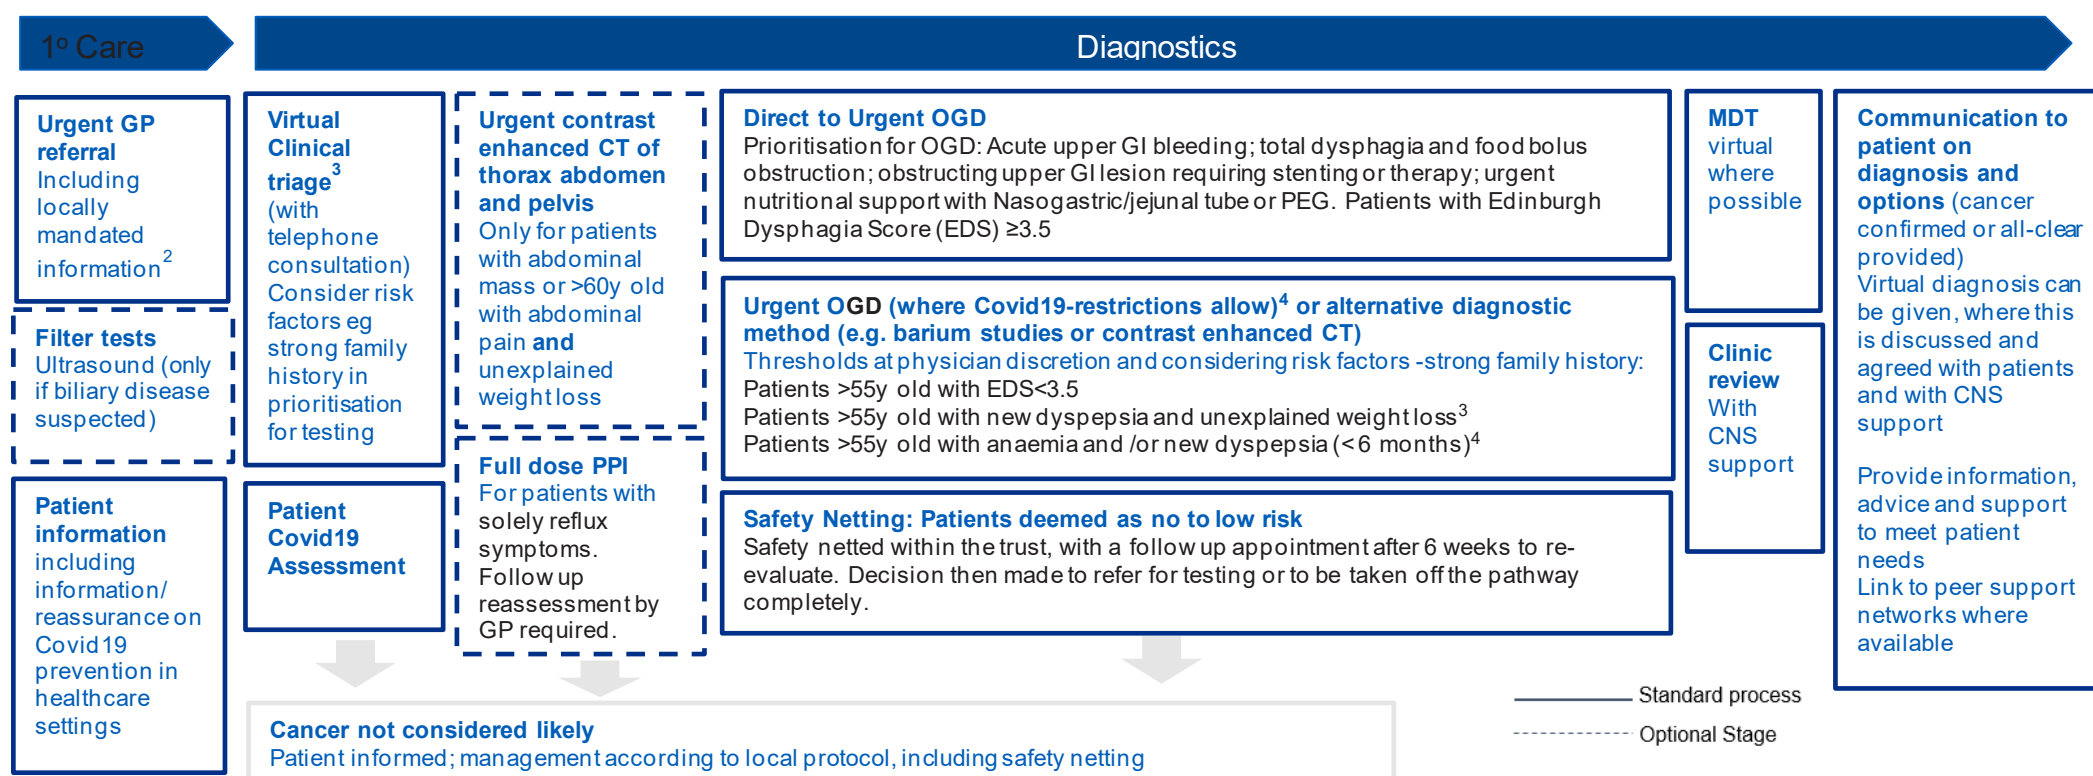 1º Care
Diagnostics
Urgent GP
referral
Including
locally
mandated
information2
Filter tests
Ultrasound (only
if biliary disease
suspected)
Patient
information
including
information/
reassurance on
Covid19
prevention in
healthcare
settings
Virtual
Clinical
triage3
(with
telephone
consultation)
Consider risk
factors eg
strong family
history in
prioritisation
for testing
Patient
Covid19
Assessment
Urgent contrast
enhanced CT of
thorax abdomen
and pelvis
Only for patients
with abdominal
mass or >60y old
with abdominal
pain and
unexplained
weight loss
Full dose PPI
For patients with
solely reflux
symptoms.
Follow up
reassessment by
GP required.
Direct to Urgent OGD
Prioritisation for OGD: Acute upper GI bleeding; total dysphagia and food bolus
obstruction; obstructing upper GI lesion requiring stenting or therapy; urgent
nutritional support with Nasogastric/jejunal tube or PEG. Patients with Edinburgh
Dysphagia Score (EDS) ≥3.5
Urgent OGD (where Covid19-restrictions allow)4 or alternative diagnostic
method (e.g. barium studies or contrast enhanced CT)
Thresholds at physician discretion and considering risk factors -strong family history:
Patients >55y old with EDS<3.5
Patients >55y old with new dyspepsia and unexplained weight loss3
Patients >55y old with anaemia and /or new dyspepsia (< 6 months)4
Safety Netting: Patients deemed as no to low risk
Safety netted within the trust, with a follow up appointment after 6 weeks to re-
evaluate. Decision then made to refer for testing or to be taken off the pathway
completely.
MDT
virtual
where
possible
Clinic
review
With
CNS
support
Communication to
patient on
diagnosis and
options (cancer
confirmed or all-clear
provided)
Virtual diagnosis can
be given, where this
is discussed and
agreed with patients
and with CNS
support
Provide information,
advice and support
to meet patient
needs
Link to peer support
networks where
available
Cancer not considered likely
Patient informed; management according to local protocol, including safety netting
Standard process
Optional Stage